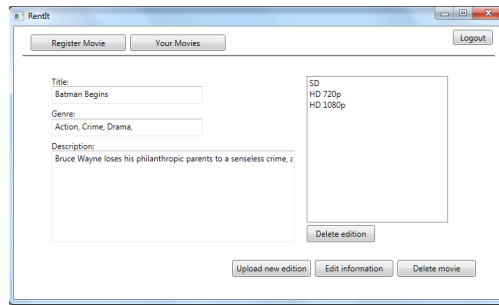 RentIt
Register Movie Your Movies Logout
Title:
Batman Begins
Genre:
Action, Crime, Drama,
Description:
Bruce Wayne loses his philanthropic parents to a senseless crime, a
SD
HD 720p
HD 1080p
Delete edition
Upload new edition Edit information Delete movie